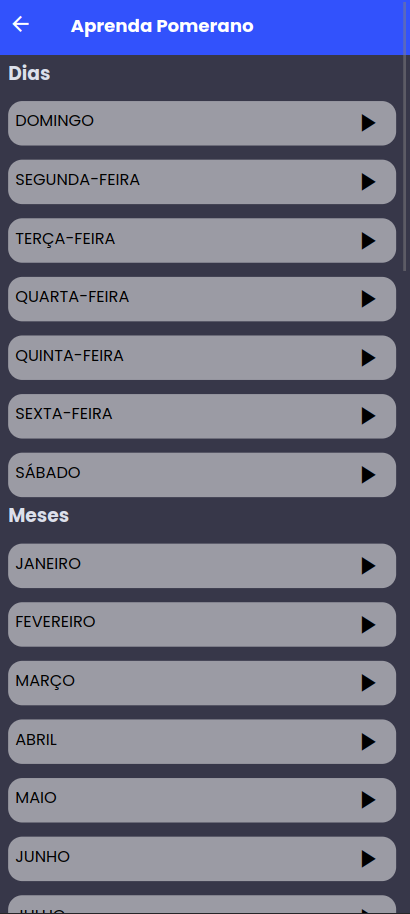 Aprenda Pomerano
Dias
DOMINGO
SEGUNDA-FEIRA
TERÇA-FEIRA
QUARTA-FEIRA
QUINTA-FEIRA
SEXTA-FEIRA
SÁBADO
Meses
JANEIRO
FEVEREIRO
MARÇO
ABRIL
MAIO
JUNHO
JULHO